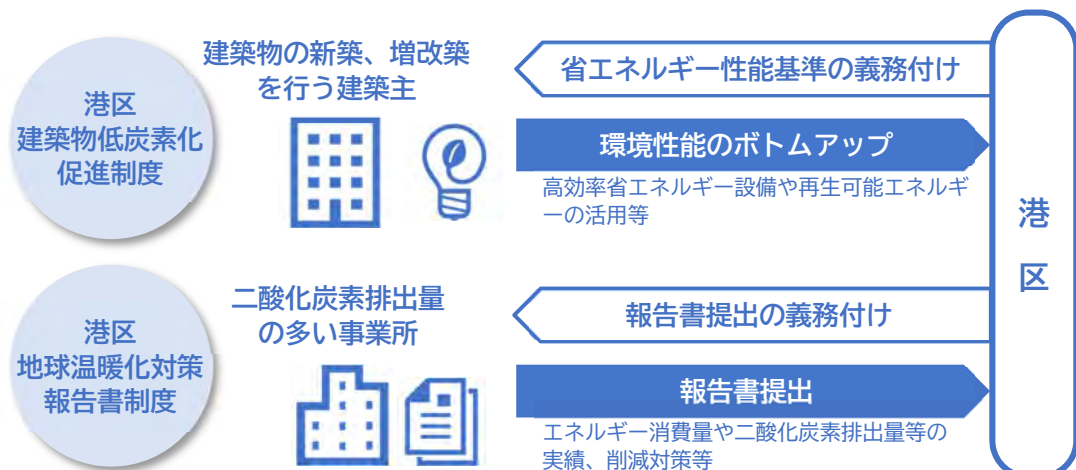 港区
建築物低炭素化
促進制度
建築物の新築、増改築
を行う建築主
省エネルギー性能基準の義務付け
環境性能のボトムアップ
高効率省エネルギー設備や再生可能エネルギ
ーの活用等
港区
地球温暖化対策
報告書制度
二酸化炭素排出量
の多い事業所
報告書提出の義務付け
報告書提出
エネルギー消費量や二酸化炭素排出量等の
実績、削減対策等
港
区